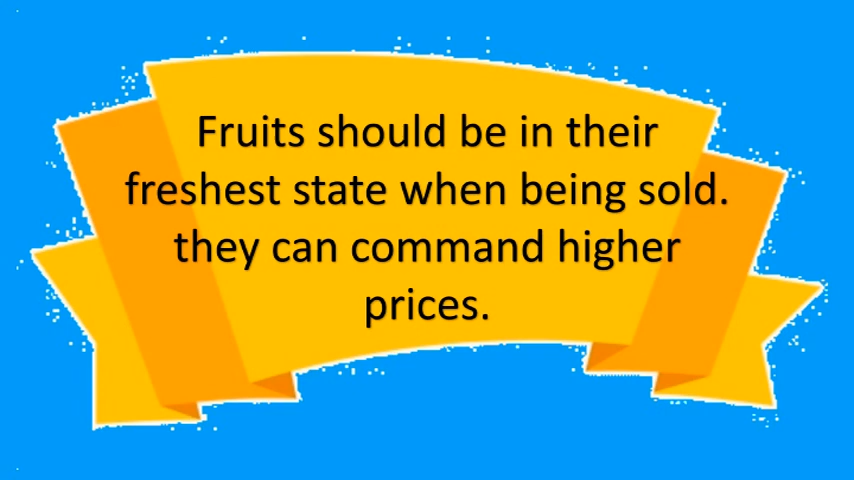 Fruits should be in their
freshest state when being sold.
they can command higher
prices.